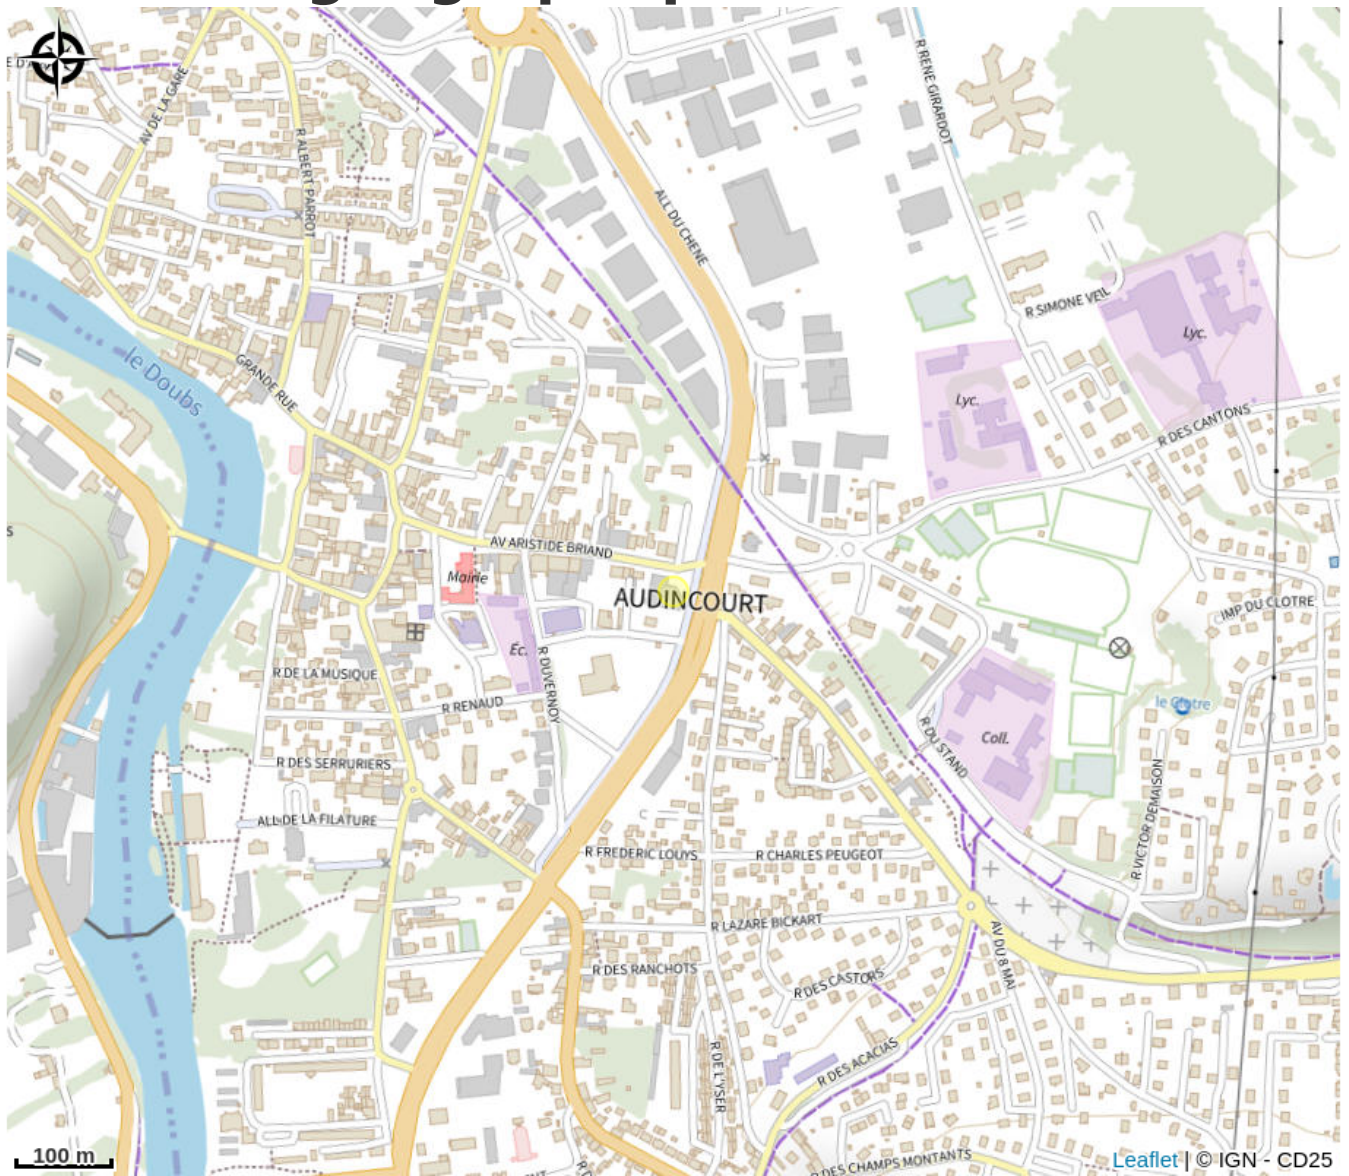 AV DE LA GARE
R ALBERT PARROT
R RENE GIRARDOT
ALL DU CHENE
R SIMONE VEIL
Lyc.
le Doubs
GRANDE RUE
Lyc.
R DES CANTONS
AV ARISTIDE BRIAND
Mairie
AUDINCOURT
IMP DU CLOTRE
Éc.
R DUVERNOY
R DE LA MUSIQUE
R RENAUD
le Clotre
Coll.
R DU STAND
R DES SERRURIERS
R VICTOR DEMAISON
ALL DE LA FILATURE
R FREDERIC LOUYS
R CHARLES PEUGEOT
R LAZARE BICKART
AV DU 8 MAI
R DES RANCHOTS
R DES CASTORS
R DE L'YSER
R DES ACACIAS
R DES CHAMPS MONTANTS
100 m
Leaflet | © IGN - CD25